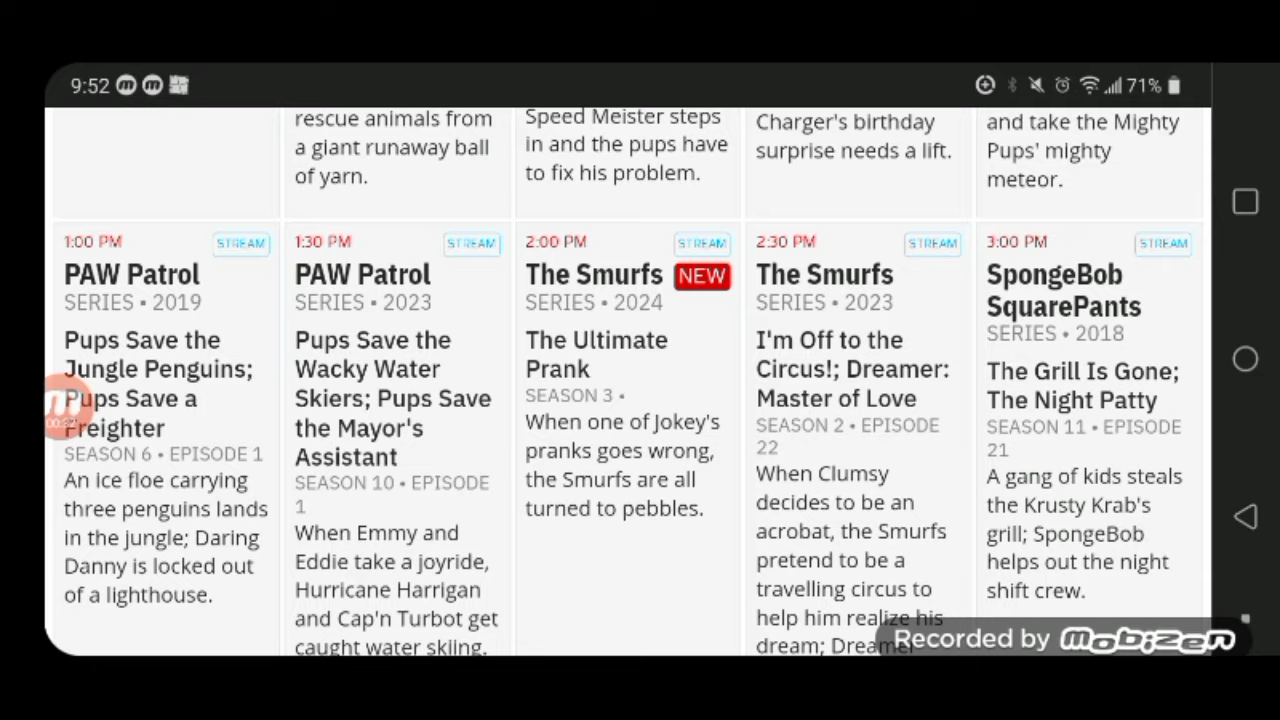 9:52
71%
rescue animals from
a giant runaway ball
of yarn.
Speed Meister steps
in and the pups have
to fix his problem.
Charger's birthday
surprise needs a lift.
and take the Mighty
Pups' mighty
meteor.
1:00 PM STREAM
PAW Patrol
SERIES • 2019
Pups Save the
Jungle Penguins;
Pups Save a
Freighter
SEASON 6 • EPISODE 1
An ice floe carrying
three penguins lands
in the jungle; Daring
Danny is locked out
of a lighthouse.
1:30 PM STREAM
PAW Patrol
SERIES • 2023
Pups Save the
Wacky Water
Skiers; Pups Save
the Mayor's
Assistant
SEASON 10 • EPISODE
1
When Emmy and
Eddie take a joyride,
Hurricane Harrigan
and Cap'n Turbot get
caught water skiing.
2:00 PM STREAM
The Smurfs NEW
SERIES • 2024
The Ultimate
Prank
SEASON 3 •
When one of Jokey's
pranks goes wrong,
the Smurfs are all
turned to pebbles.
2:30 PM STREAM
The Smurfs
SERIES • 2023
I'm Off to the
Circus!; Dreamer:
Master of Love
SEASON 2 • EPISODE
22
When Clumsy
decides to be an
acrobat, the Smurfs
pretend to be a
travelling circus to
help him realize his
dream; Dreamer
3:00 PM STREAM
SpongeBob
SquarePants
SERIES • 2018
The Grill Is Gone;
The Night Patty
SEASON 11 • EPISODE
21
A gang of kids steals
the Krusty Krab's
grill; SpongeBob
helps out the night
shift crew.
Recorded by Mobizen